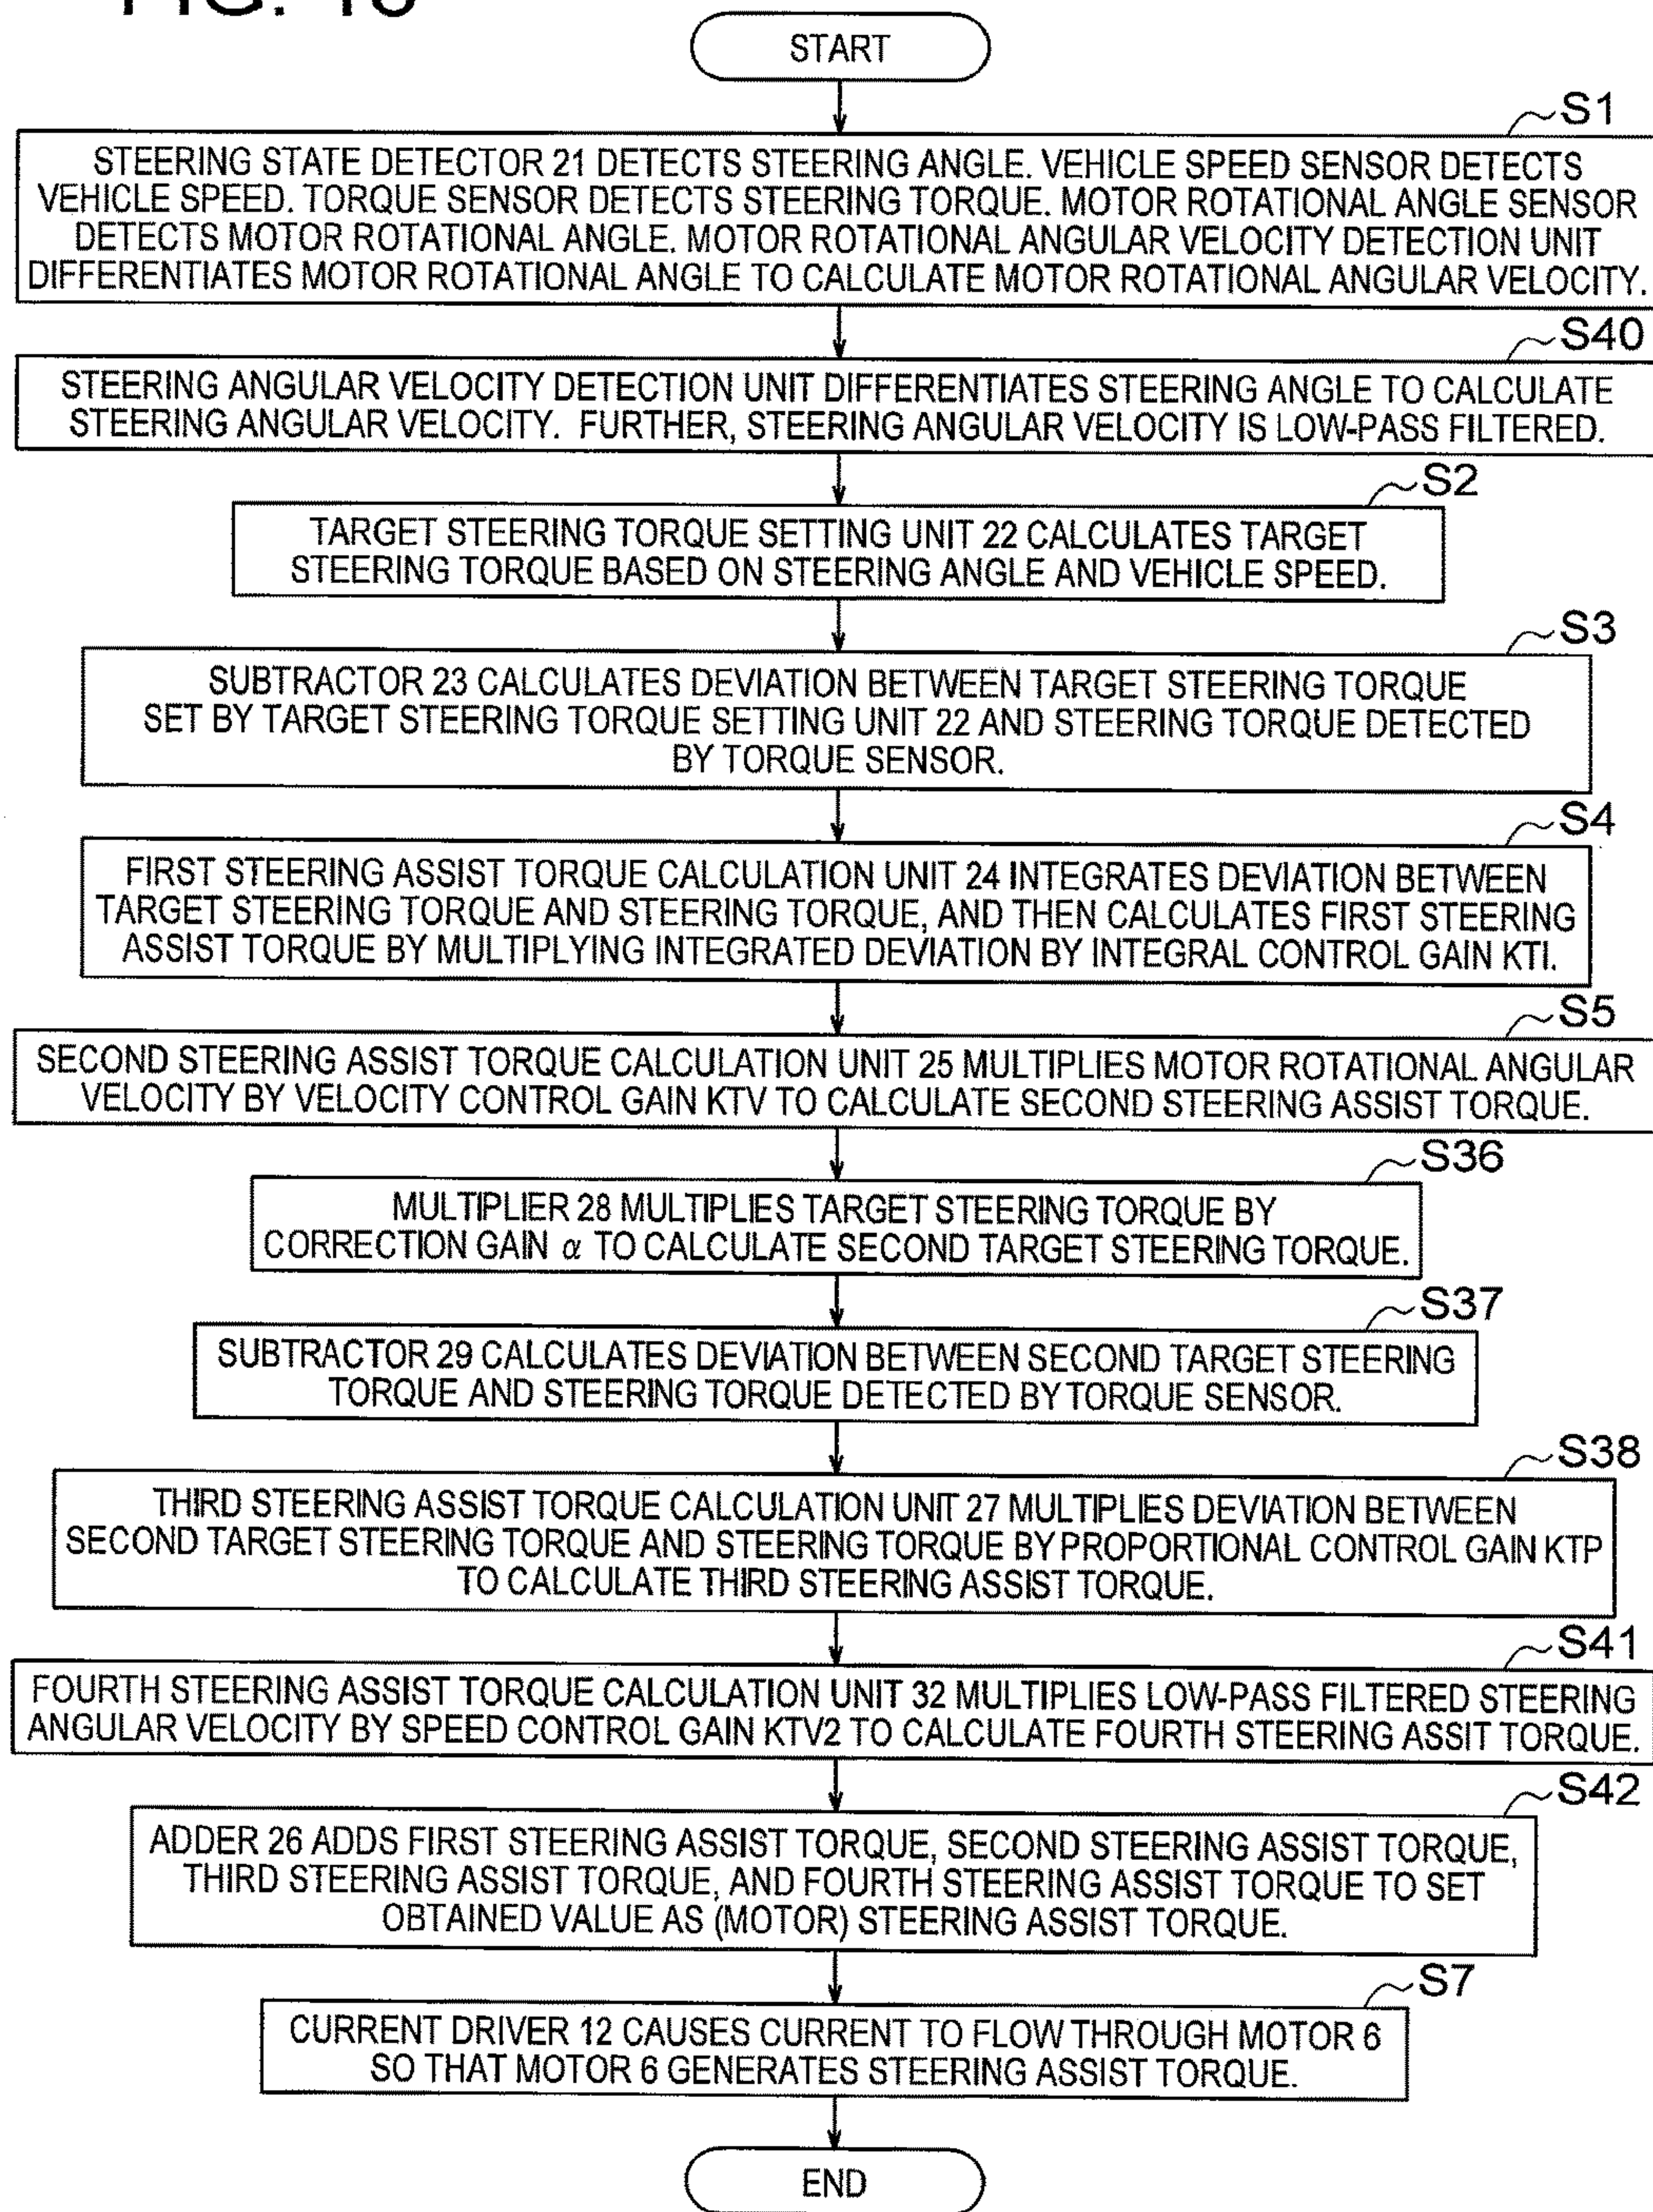 FIG.
START
S1
STEERING STATE DETECTOR 21 DETECTS STEERING ANGLE. VEHICLE SPEED SENSOR DETECTS
VEHICLE SPEED. TORQUE SENSOR DETECTS STEERING TORQUE. MOTOR ROTATIONAL ANGLE SENSOR
DETECTS MOTOR ROTATIONAL ANGLE. MOTOR ROTATIONAL ANGULAR VELOCITY DETECTION UNIT
DIFFERENTIATES MOTOR ROTATIONAL ANGLE TO CALCULATE MOTOR ROTATIONAL ANGULAR VELOCITY.
S40
STEERING ANGULAR VELOCITY DETECTION UNIT DIFFERENTIATES STEERING ANGLE TO CALCULATE
STEERING ANGULAR VELOCITY. FURTHER, STEERING ANGULAR VELOCITY IS LOW-PASS FILTERED.
S2
TARGET STEERING TORQUE SETTING UNIT 22 CALCULATES TARGET
STEERING TORQUE BASED ON STEERING ANGLE AND VEHICLE SPEED.
S3
SUBTRACTOR 23 CALCULATES DEVIATION BETWEEN TARGET STEERING TORQUE
SET BY TARGET STEERING TORQUE SETTING UNIT 22 AND STEERING TORQUE DETECTED
BY TORQUE SENSOR.
S4
FIRST STEERING ASSIST TORQUE CALCULATION UNIT 24 INTEGRATES DEVIATION BETWEEN
TARGET STEERING TORQUE AND STEERING TORQUE, AND THEN CALCULATES FIRST STEERING
ASSIST TORQUE BY MULTIPLYING INTEGRATED DEVIATION BY INTEGRAL CONTROL GAIN KTI.
S5
SECOND STEERING ASSIST TORQUE CALCULATION UNIT 25 MULTIPLIES MOTOR ROTATIONAL ANGULAR
VELOCITY BY VELOCITY CONTROL GAIN KTV TO CALCULATE SECOND STEERING ASSIST TORQUE.
S36
MULTIPLIER 28 MULTIPLIES TARGET STEERING TORQUE BY
CORRECTION GAIN α TO CALCULATE SECOND TARGET STEERING TORQUE.
S37
SUBTRACTOR 29 CALCULATES DEVIATION BETWEEN SECOND TARGET STEERING
TORQUE AND STEERING TORQUE DETECTED BY TORQUE SENSOR.
S38
THIRD STEERING ASSIST TORQUE CALCULATION UNIT 27 MULTIPLIES DEVIATION BETWEEN
SECOND TARGET STEERING TORQUE AND STEERING TORQUE BY PROPORTIONAL CONTROL GAIN KTP
TO CALCULATE THIRD STEERING ASSIST TORQUE.
S41
FOURTH STEERING ASSIST TORQUE CALCULATION UNIT 32 MULTIPLIES LOW-PASS FILTERED STEERING
ANGULAR VELOCITY BY SPEED CONTROL GAIN KTV2 TO CALCULATE FOURTH STEERING ASSIT TORQUE.
S42
ADDER 26 ADDS FIRST STEERING ASSIST TORQUE, SECOND STEERING ASSIST TORQUE,
THIRD STEERING ASSIST TORQUE, AND FOURTH STEERING ASSIST TORQUE TO SET
OBTAINED VALUE AS (MOTOR) STEERING ASSIST TORQUE.
S7
CURRENT DRIVER 12 CAUSES CURRENT TO FLOW THROUGH MOTOR 6
SO THAT MOTOR 6 GENERATES STEERING ASSIST TORQUE.
END